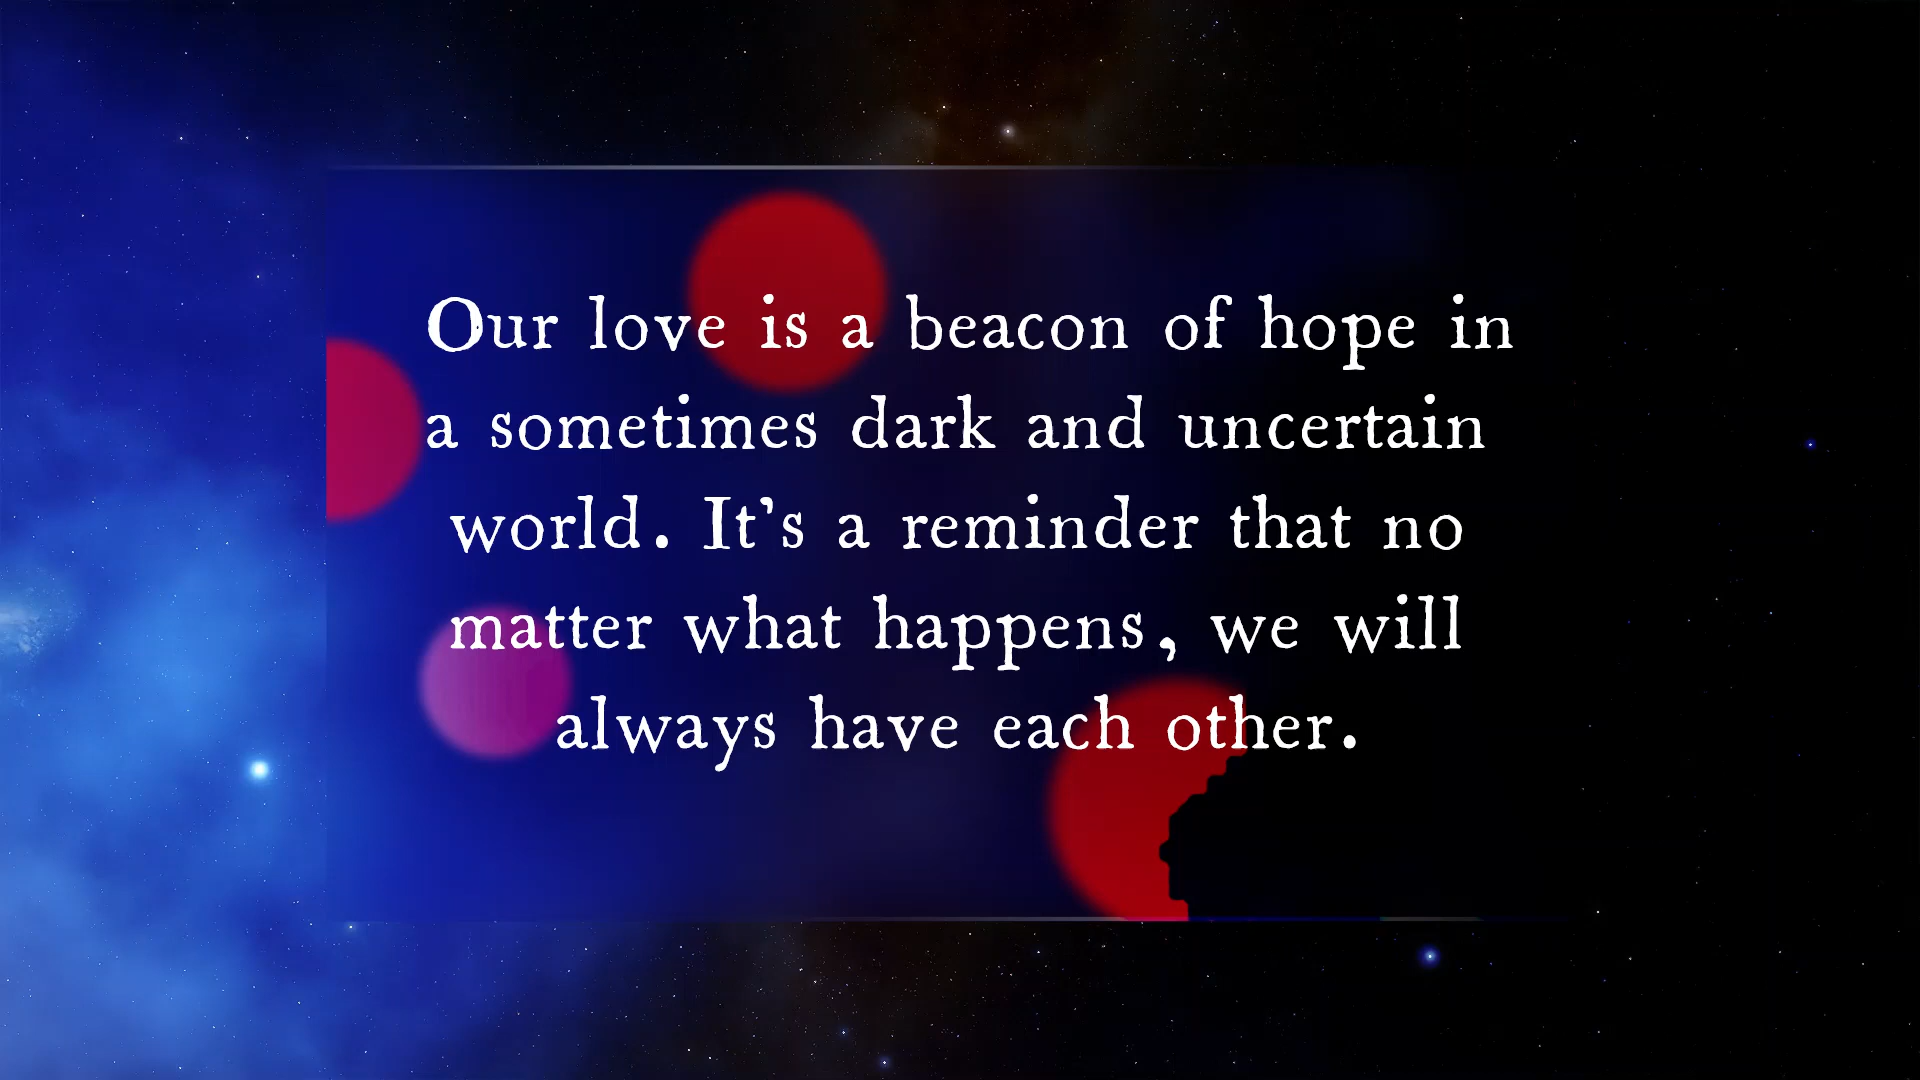 Our love is a beacon of hope in
a sometimes dark and uncertain
world. It's a reminder that no
matter what happens, we will
always have each other.